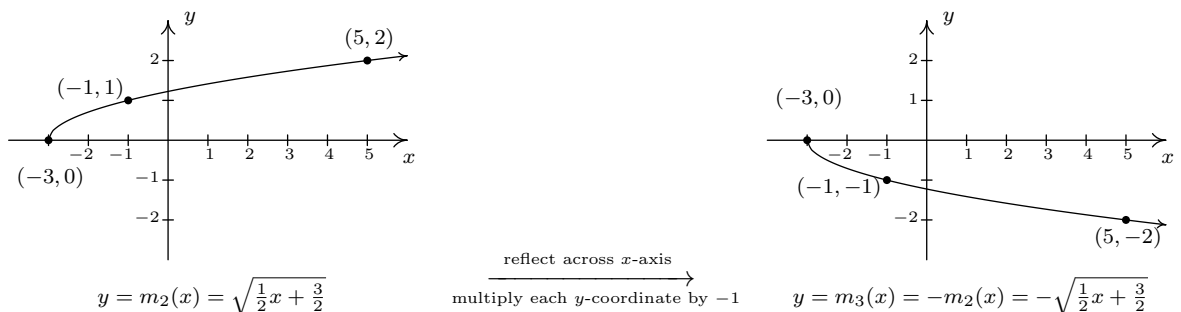 y
y
(5, 2)
2
2
(−1, 1)
(−3, 0)
1
−2 −1 1 2 3 4 5
x
−2 −1 1 2 3 4 5
x
(−3, 0)
−1
(−1, −1)
−2
−2
(5, −2)
reflect across x-axis
y = m₂(x) = √(½x + 3/2)
multiply each y-coordinate by −1
y = m₃(x) = −m₂(x) = −√(½x + 3/2)